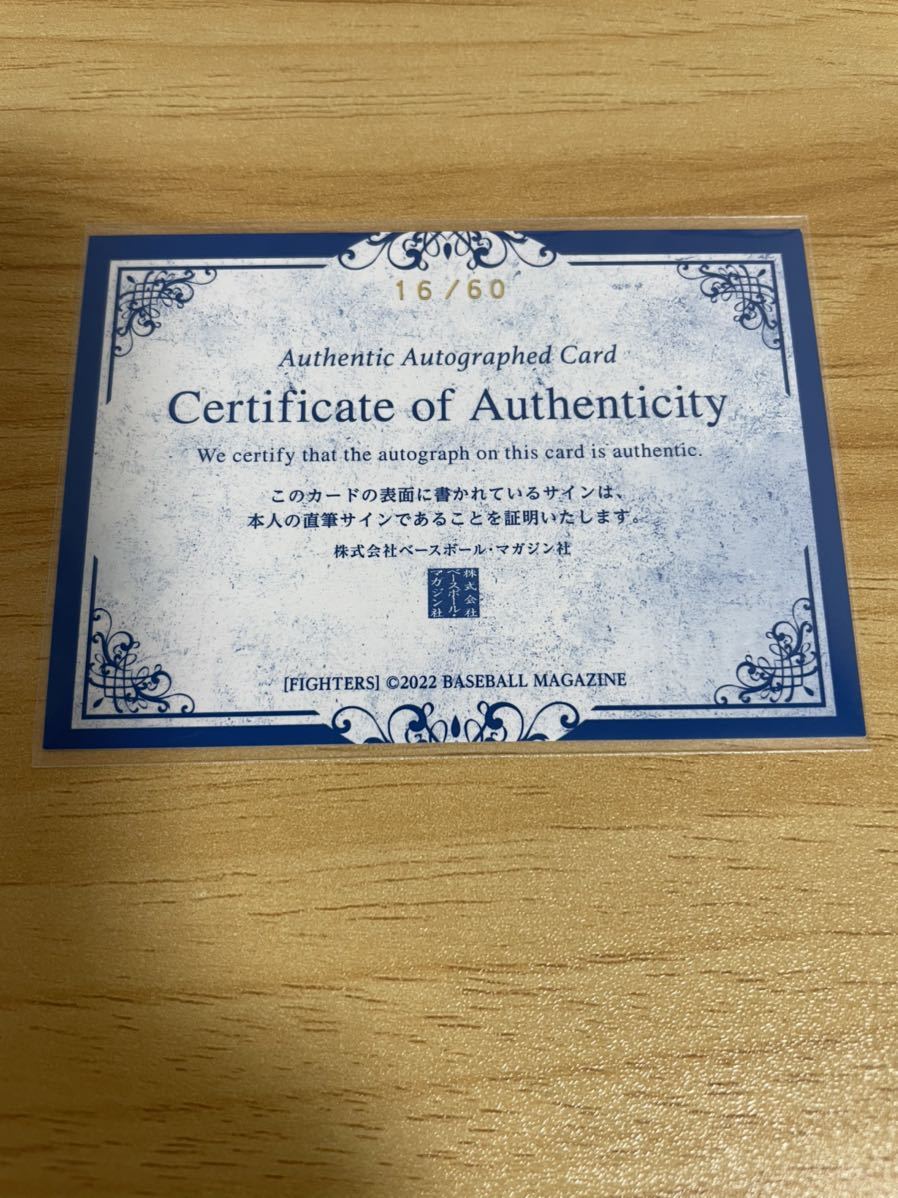 16/60
Authentic Autographed Card
Certificate of Authenticity
We certify that the autograph on this card is authentic.
このカードの表面に書かれているサインは、
本人の直筆サインであることを証明いたします。
株式会社ベースボール・マガジン社
株式会社
ベースボール・
マガジン社
[FIGHTERS] ©2022 BASEBALL MAGAZINE